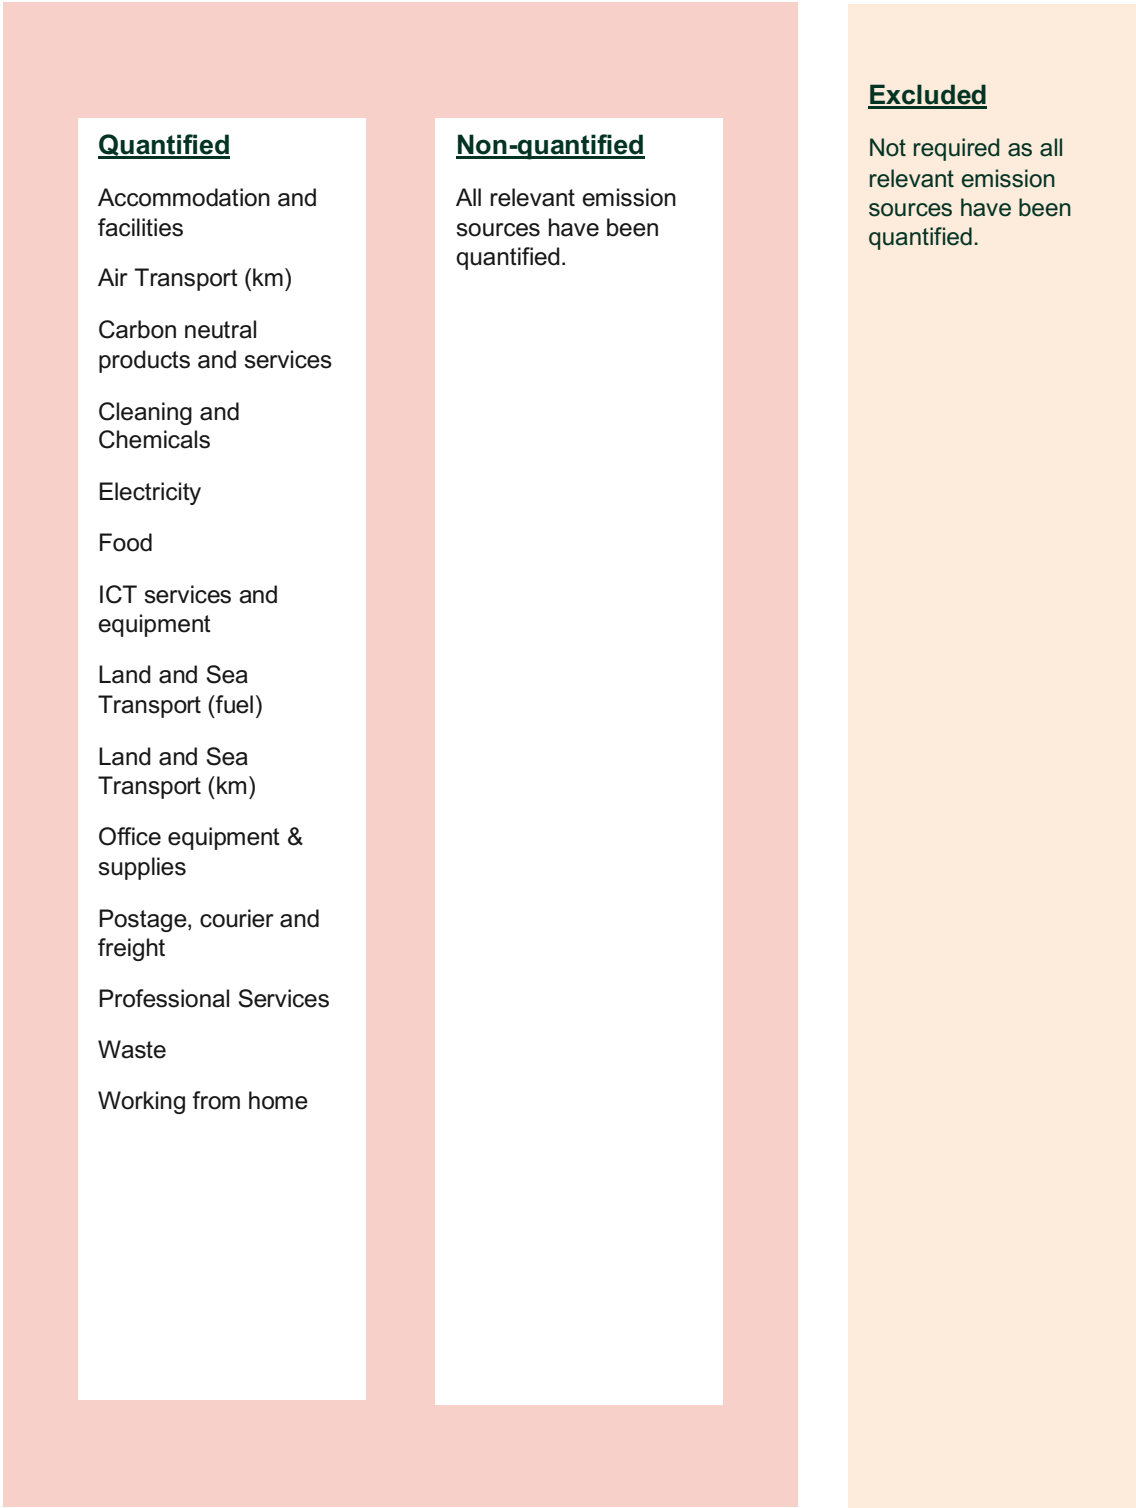 Quantified
Accommodation and
facilities
Air Transport (km)
Carbon neutral
products and services
Cleaning and
Chemicals
Electricity
Food
ICT services and
equipment
Land and Sea
Transport (fuel)
Land and Sea
Transport (km)
Office equipment &
supplies
Postage, courier and
freight
Professional Services
Waste
Working from home
Non-quantified
All relevant emission
sources have been
quantified.
Excluded
Not required as all
relevant emission
sources have been
quantified.